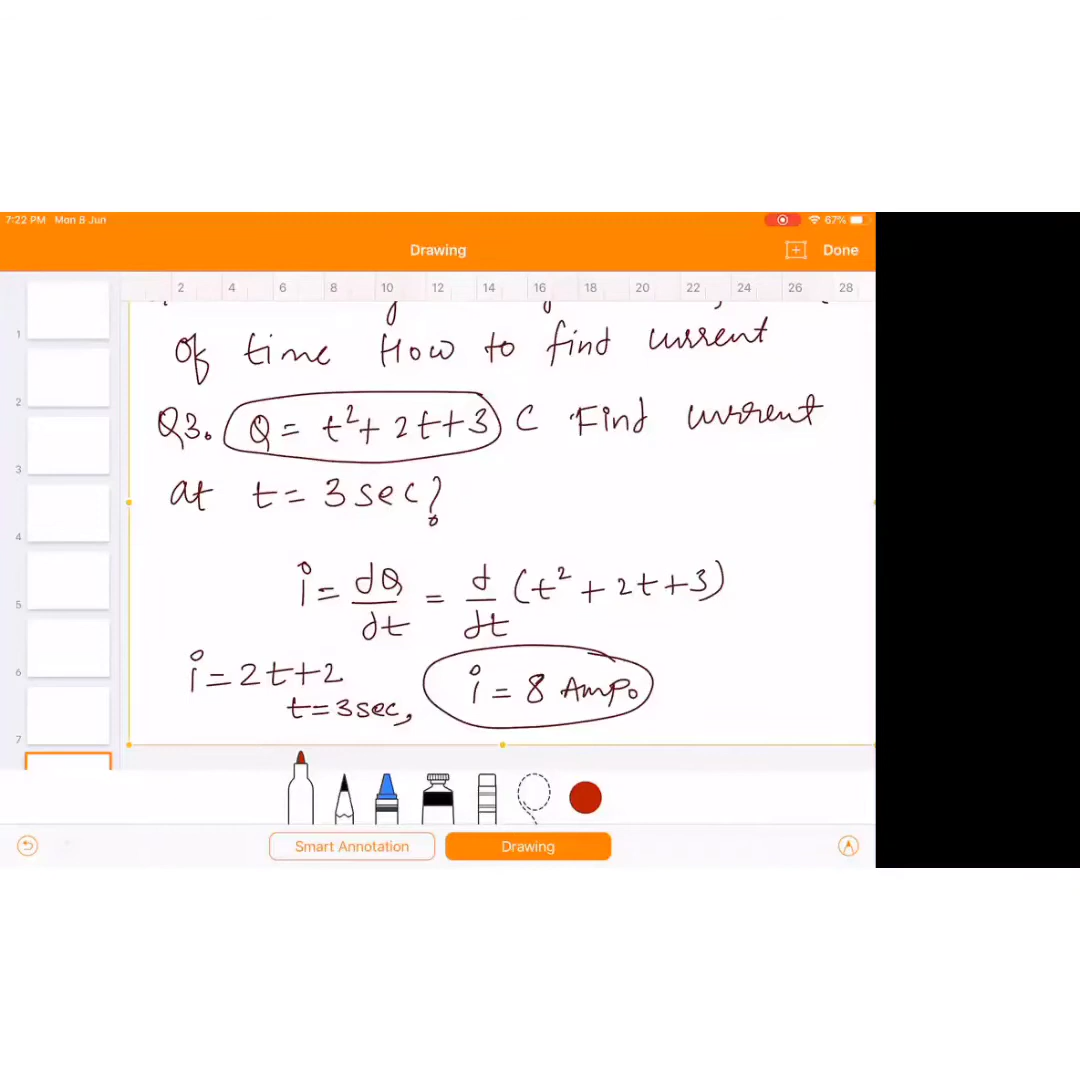 7:22 PM Mon 8 Jun
67%
Drawing
Done
2 4 6 8 10 12 14 16 18 20 22 24 26 28
of time How to find current
Q3. Q = t² + 2t + 3 C Find current
at t = 3 sec?
i = dQ/dt = d/dt (t² + 2t + 3)
i = 2t + 2
t = 3 sec,
i = 8 Amp.
1
2
3
4
5
6
7
Smart Annotation
Drawing